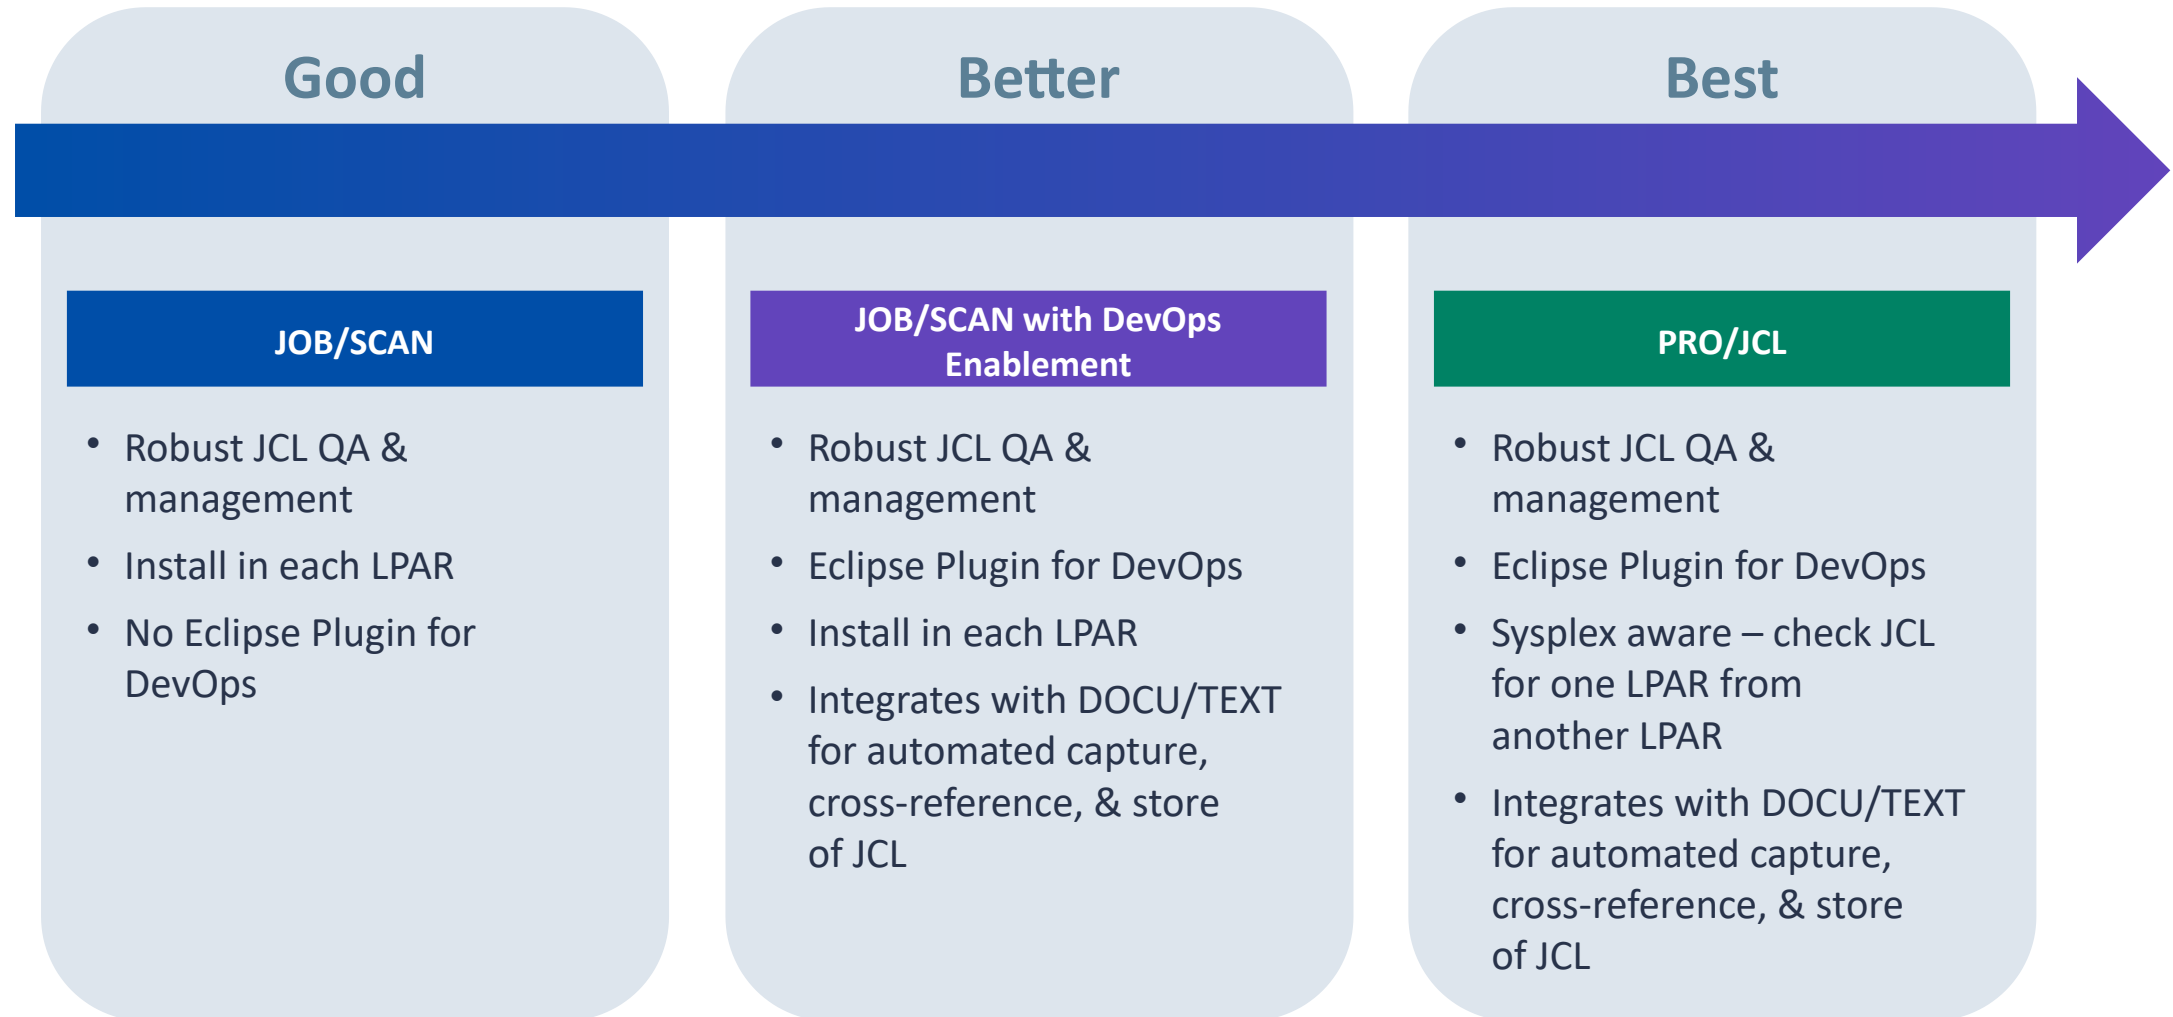 Good
JOB/SCAN
• Robust JCL QA &
management
• Install in each LPAR
• No Eclipse Plugin for
DevOps
Better
JOB/SCAN with DevOps
Enablement
• Robust JCL QA &
management
• Eclipse Plugin for DevOps
• Install in each LPAR
• Integrates with DOCU/TEXT
for automated capture,
cross-reference, & store
of JCL
Best
PRO/JCL
• Robust JCL QA &
management
• Eclipse Plugin for DevOps
• Sysplex aware – check JCL
for one LPAR from
another LPAR
• Integrates with DOCU/TEXT
for automated capture,
cross-reference, & store
of JCL